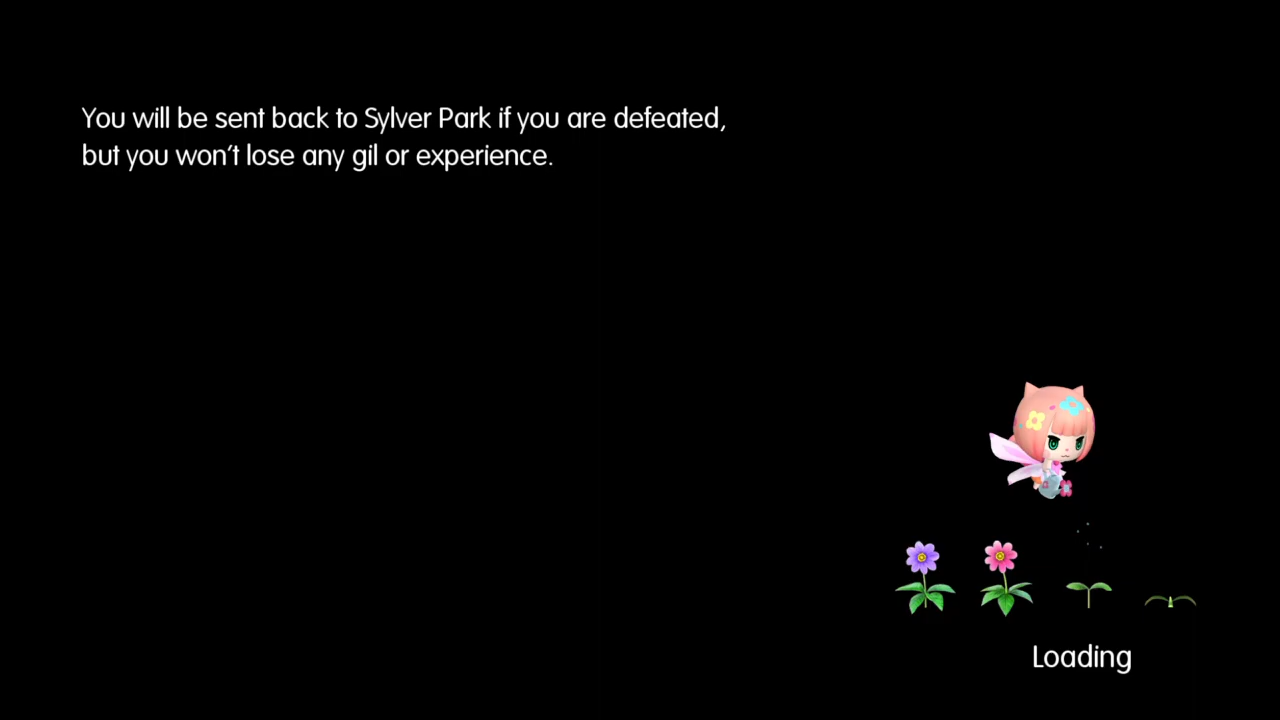 You will be sent back to Sylver Park if you are defeated,
but you won't lose any gil or experience.
Loading